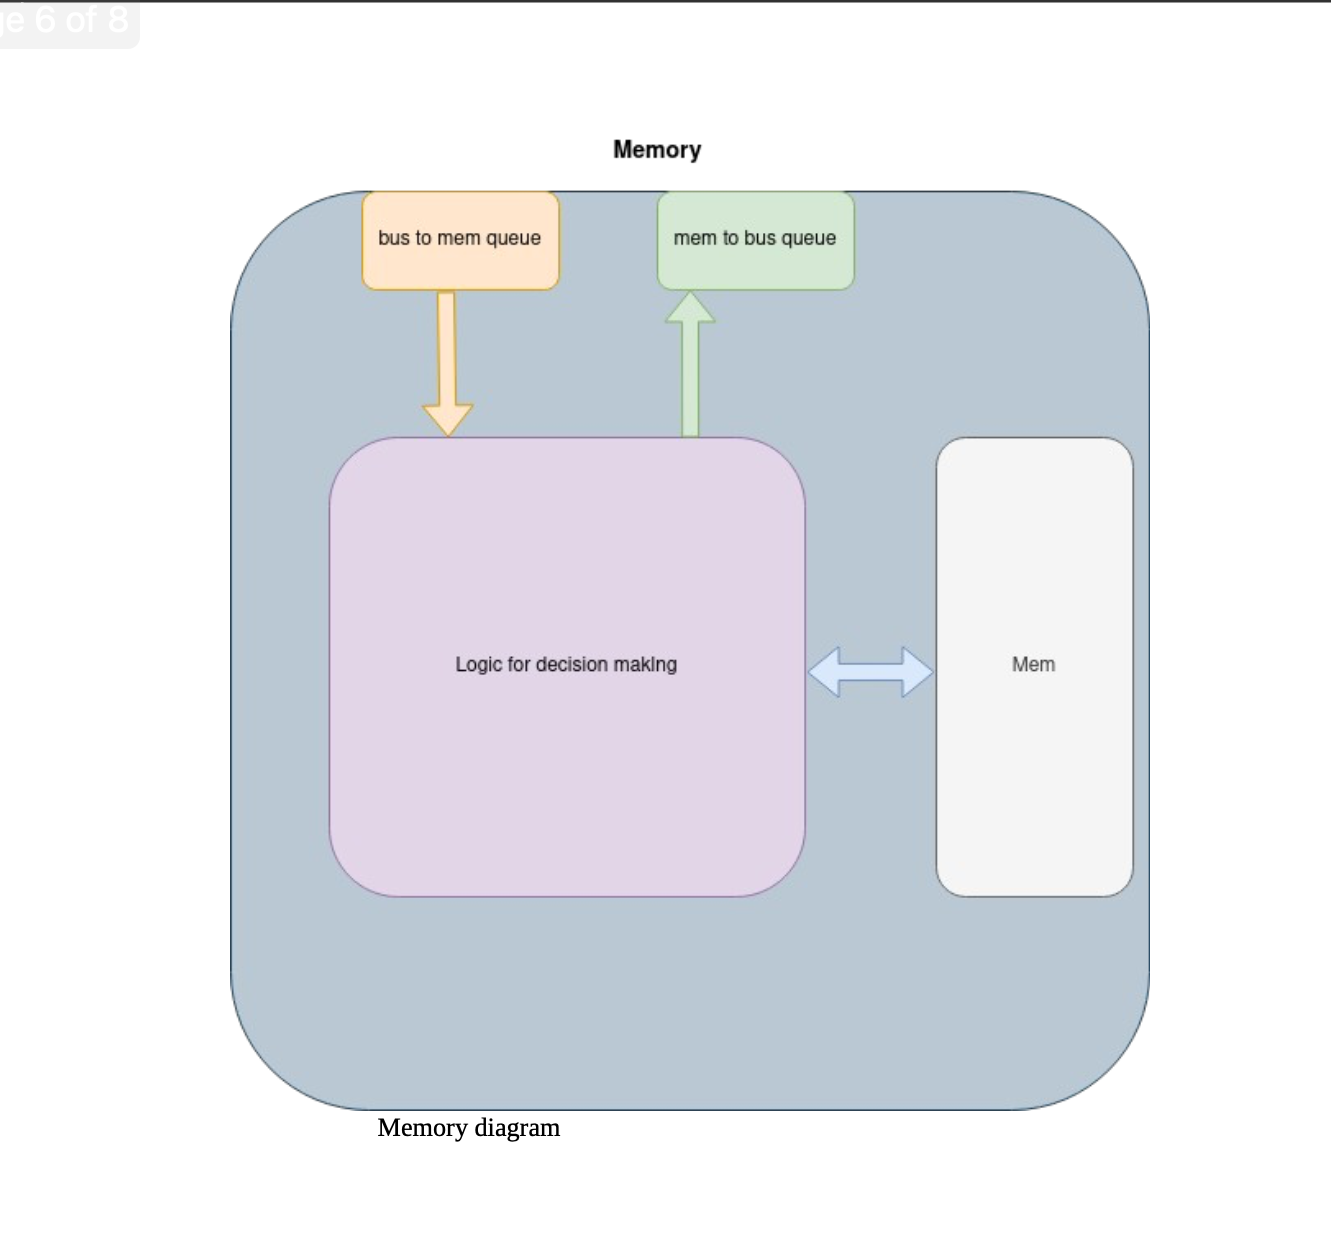 e 6 of 8
Memory
bus to mem queue
mem to bus queue
Logic for decision making
Mem
Memory diagram